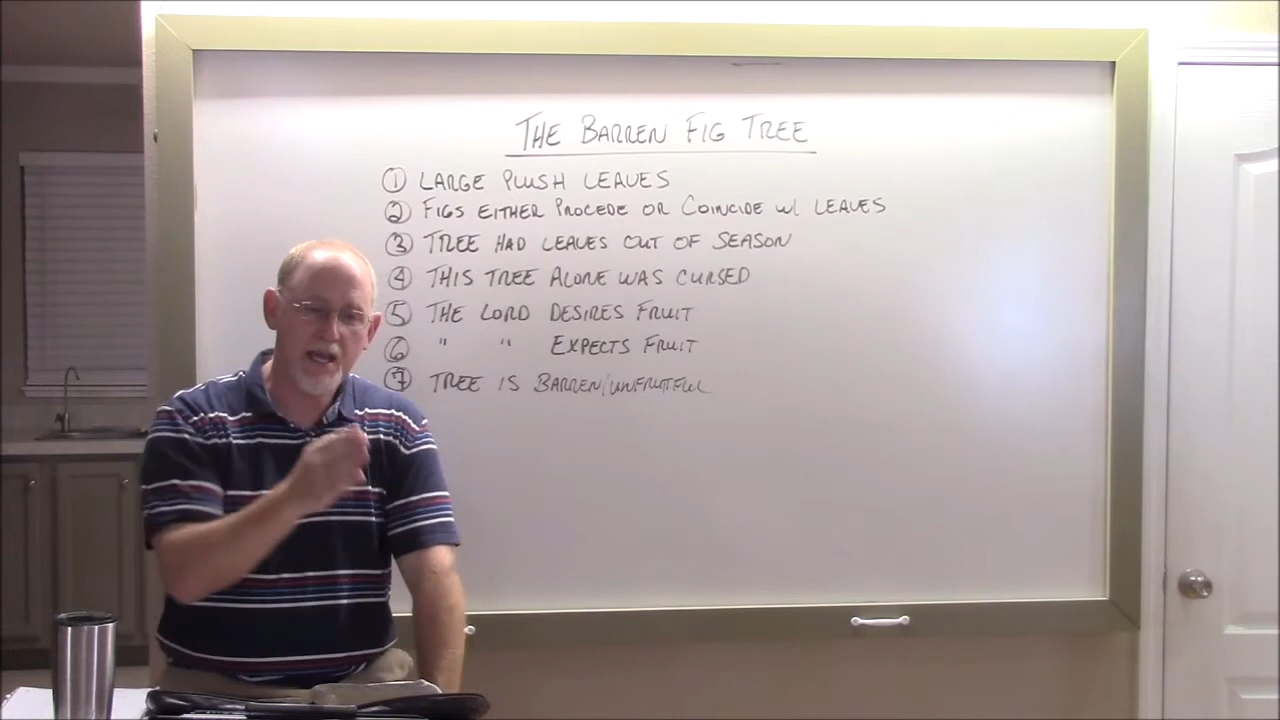 THE BARREN FIG TREE
① LARGE PLUSH LEAVES
② FIGS EITHER PROCEDE OR COINCIDE W/ LEAVES
③ TREE HAD LEAVES OUT OF SEASON
④ THIS TREE ALONE WAS CURSED
⑤ THE LORD DESIRES FRUIT
⑥ " " EXPECTS FRUIT
⑦ TREE IS BARREN/UNFRUTFUL